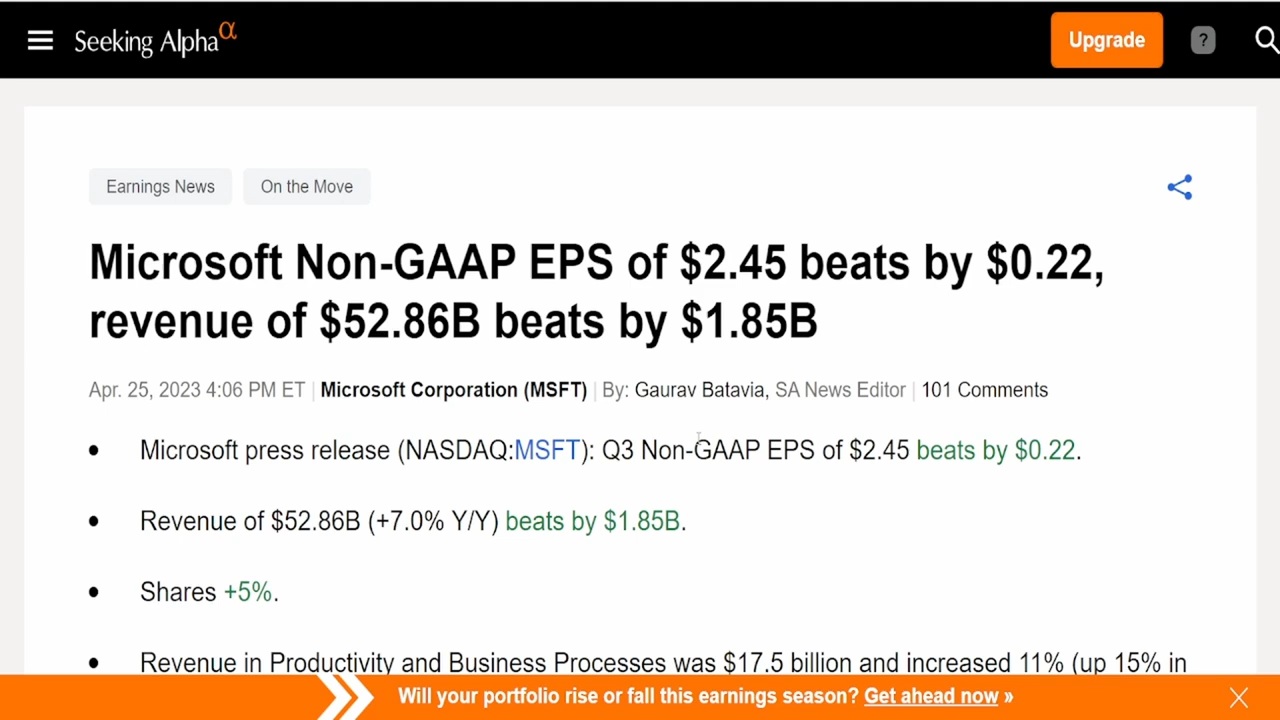 Seeking Alpha α
Upgrade
?
Earnings News
On the Move
Microsoft Non-GAAP EPS of $2.45 beats by $0.22,
revenue of $52.86B beats by $1.85B
Apr. 25, 2023 4:06 PM ET | Microsoft Corporation (MSFT) | By: Gaurav Batavia, SA News Editor | 101 Comments
• Microsoft press release (NASDAQ:MSFT): Q3 Non-GAAP EPS of $2.45 beats by $0.22.
• Revenue of $52.86B (+7.0% Y/Y) beats by $1.85B.
• Shares +5%.
• Revenue in Productivity and Business Processes was $17.5 billion and increased 11% (up 15% in
Will your portfolio rise or fall this earnings season? Get ahead now »